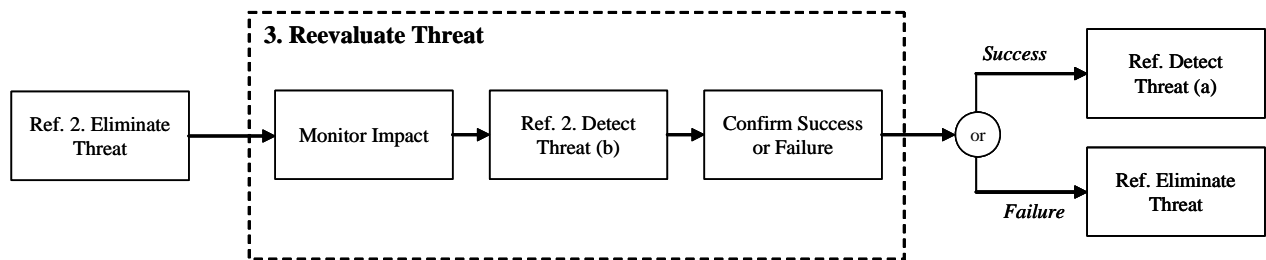 3. Reevaluate Threat
Ref. 2. Eliminate
Threat
Monitor Impact
Ref. 2. Detect
Threat (b)
Confirm Success
or Failure
or
Success
Ref. Detect
Threat (a)
Failure
Ref. Eliminate
Threat